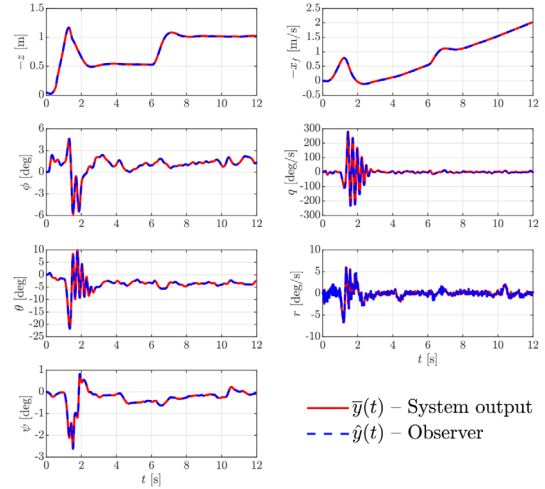 −z [m]
1.5
1
0.5
0
0 2 4 6 8 10 12
−x_f [m/s]
2.5
2
1.5
1
0.5
0
-0.5
0 2 4 6 8 10 12
ϕ [deg]
6
3
0
-3
-6
0 2 4 6 8 10 12
q [deg/s]
300
200
100
0
-100
-200
-300
0 2 4 6 8 10 12
θ [deg]
10
5
0
-5
-10
-15
-20
-25
0 2 4 6 8 10 12
r [deg/s]
10
5
0
-5
-10
0 2 4 6 8 10 12
t [s]
ψ [deg]
1
0
-1
-2
-3
0 2 4 6 8 10 12
t [s]
y̅(t) – System output
ŷ(t) – Observer